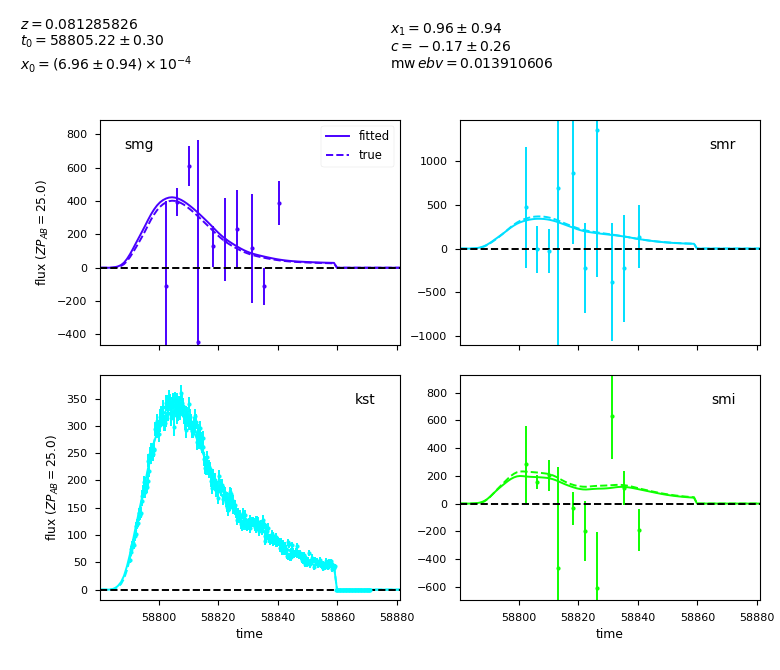 z = 0.081285826
t₀ = 58805.22 ± 0.30
x₀ = (6.96 ± 0.94) × 10⁻⁴
x₁ = 0.96 ± 0.94
c = −0.17 ± 0.26
mw ebv = 0.013910606
smg
fitted
true
800
600
400
200
0
−200
−400
flux (ZP_AB = 25.0)
smr
1000
500
0
−500
−1000
kst
350
300
250
200
150
100
50
0
flux (ZP_AB = 25.0)
58800
58820
58840
58860
58880
time
smi
800
600
400
200
0
−200
−400
−600
58800
58820
58840
58860
58880
time